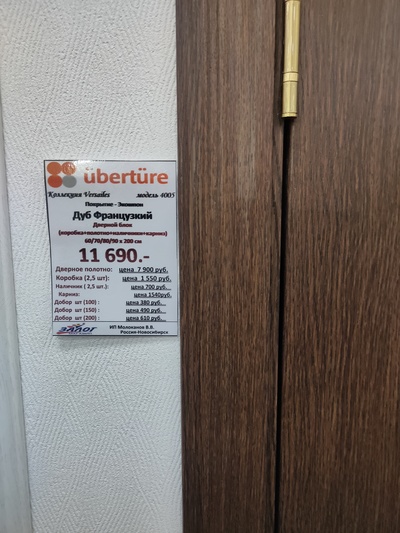 übertüre
Коллекция Versailes модель 4005
Покрытие - Экошпон
Дуб Французкий
Дверной блок
(коробка+полотно+наличники+карниз)
60/70/80/90 х 200 см
11 690.-
Дверное полотно: цена 7 900 руб.
Коробка (2,5 шт): цена 1 550 руб.
Наличник ( 2,5 шт.): цена 700 руб.
Карниз: цена 1540руб.
Добор шт (100) : цена 380 руб.
Добор шт (150) : цена 490 руб.
Добор шт (200) : цена 610 руб.
ЗАЛОГ ИП Молоканов В.В.
Россия-Новосибирск